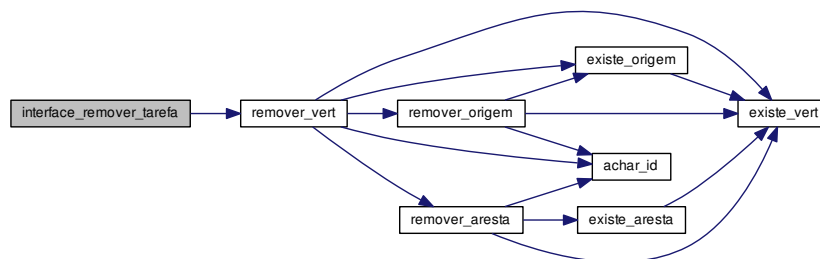 existe_origem
interface_remover_tarefa
remover_vert
remover_origem
existe_vert
achar_id
remover_aresta
existe_aresta